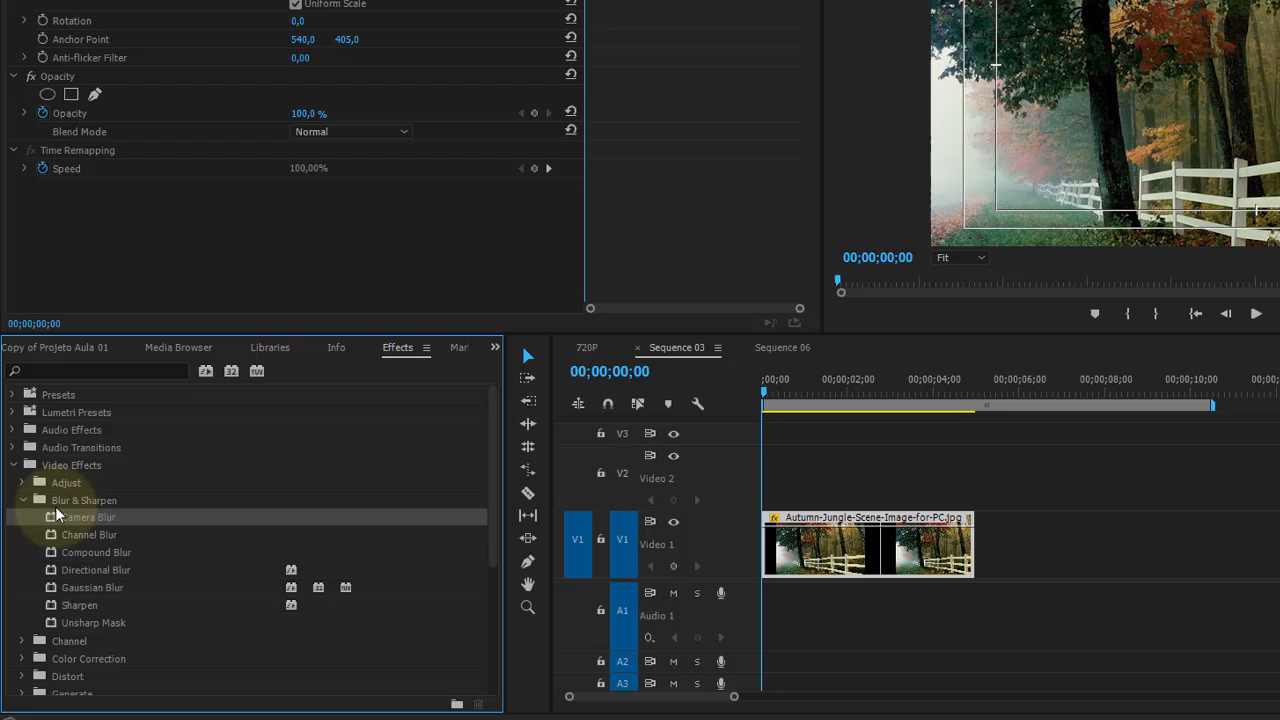 Uniform Scale
Rotation 0,0
Anchor Point 540,0 405,0
Anti-flicker Filter 0,00
fx Opacity
Opacity 100,0 %
Blend Mode Normal
Time Remapping
Speed 100,00%
00;00;00;00
00;00;00;00 Fit
Copy of Projeto Aula 01 Media Browser Libraries Info Effects Mar
720P × Sequence 03 Sequence 06
00;00;00;00
;00;00 00;00;02;00 00;00;04;00 00;00;06;00 00;00;08;00 00;00;10;00 00;00;
32 YUV
Presets
Lumetri Presets
Audio Effects
Audio Transitions
Video Effects
Adjust
Blur & Sharpen
Camera Blur
Channel Blur
Compound Blur
Directional Blur
Gaussian Blur
Sharpen
Unsharp Mask
Channel
Color Correction
Distort
Generate
V3
V2 Video 2
V1 V1 Video 1
fx Autumn-Jungle-Scene-Image-for-PC.jpg
A1 M S Audio 1
A2 M S
A3 M S